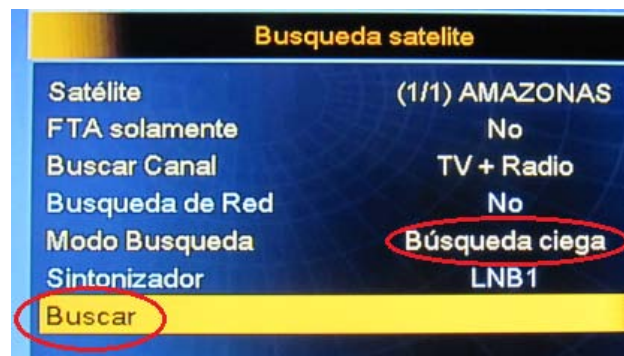 Busqueda satelite
Satélite (1/1) AMAZONAS
FTA solamente No
Buscar Canal TV + Radio
Busqueda de Red No
Modo Busqueda Búsqueda ciega
Sintonizador LNB1
Buscar